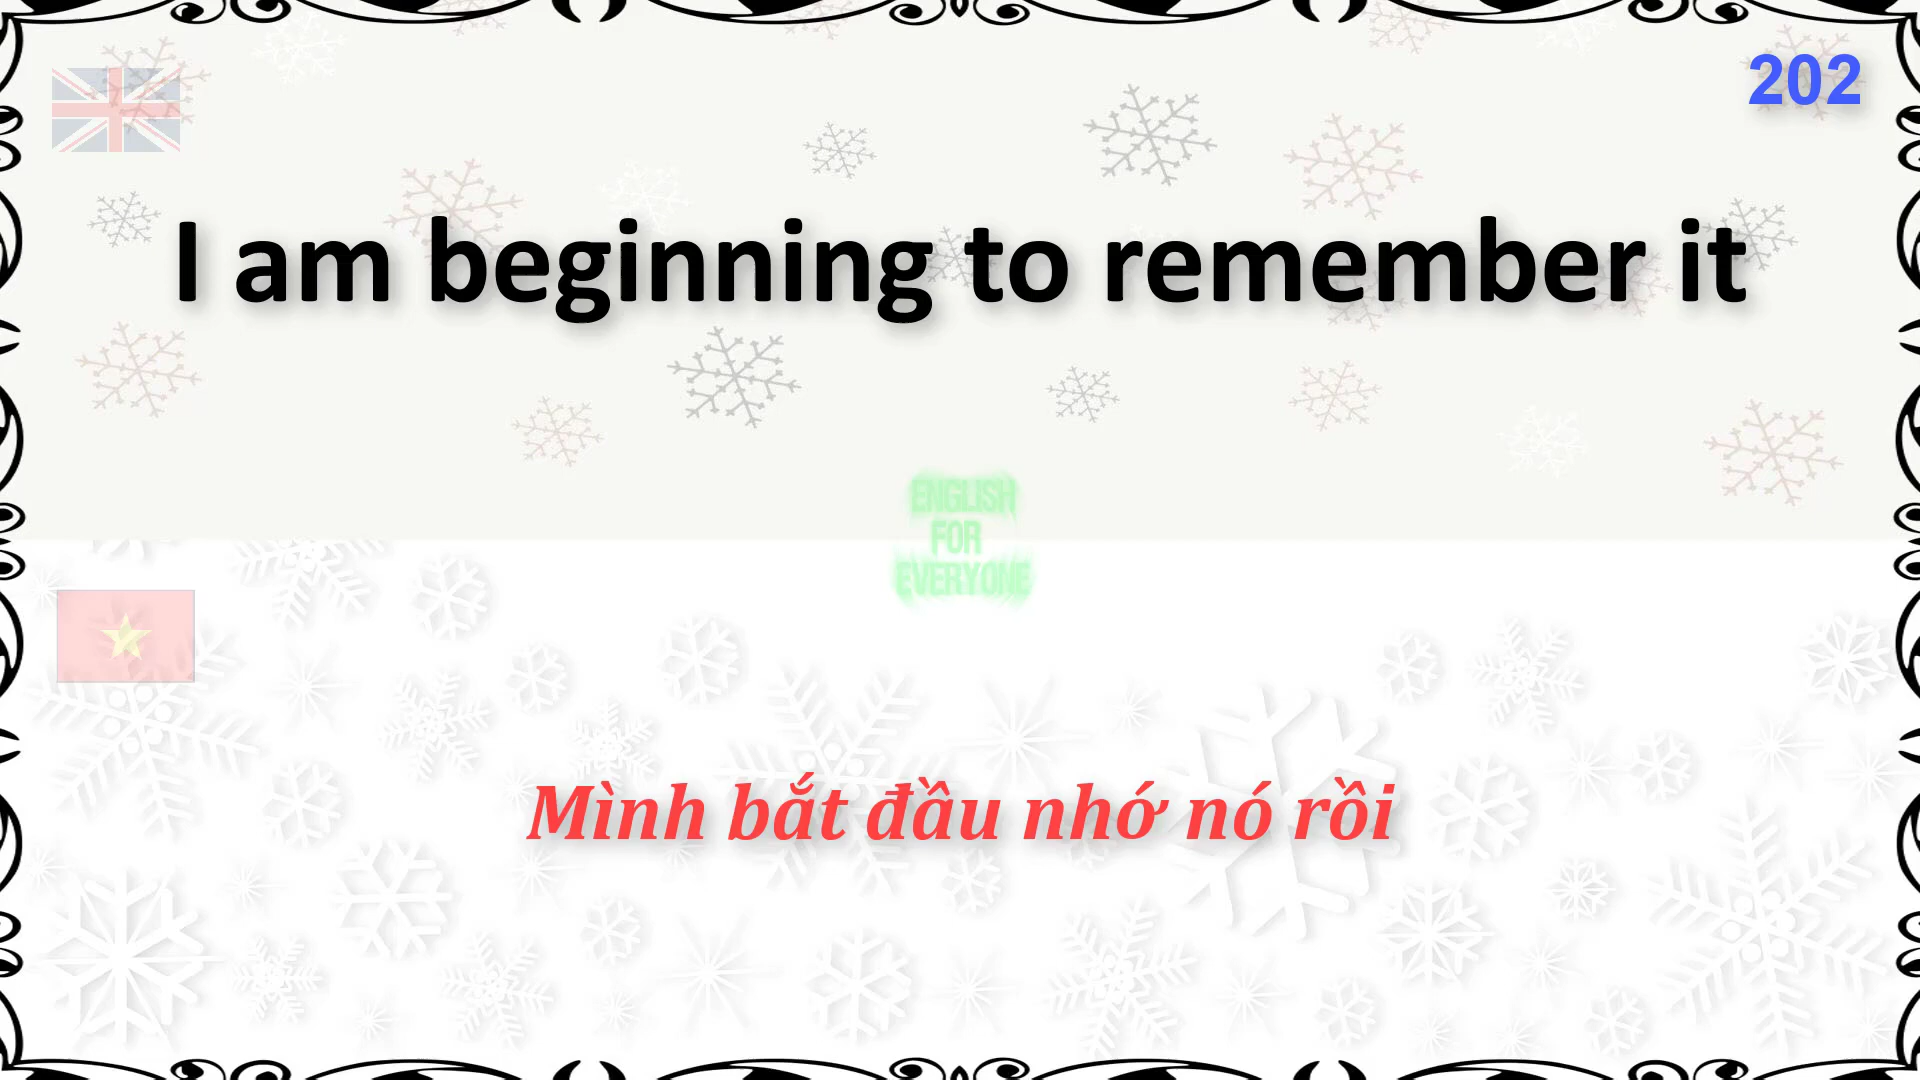 202
I am beginning to remember it
ENGLISH
FOR
EVERYONE
Mình bắt đầu nhớ nó rồi